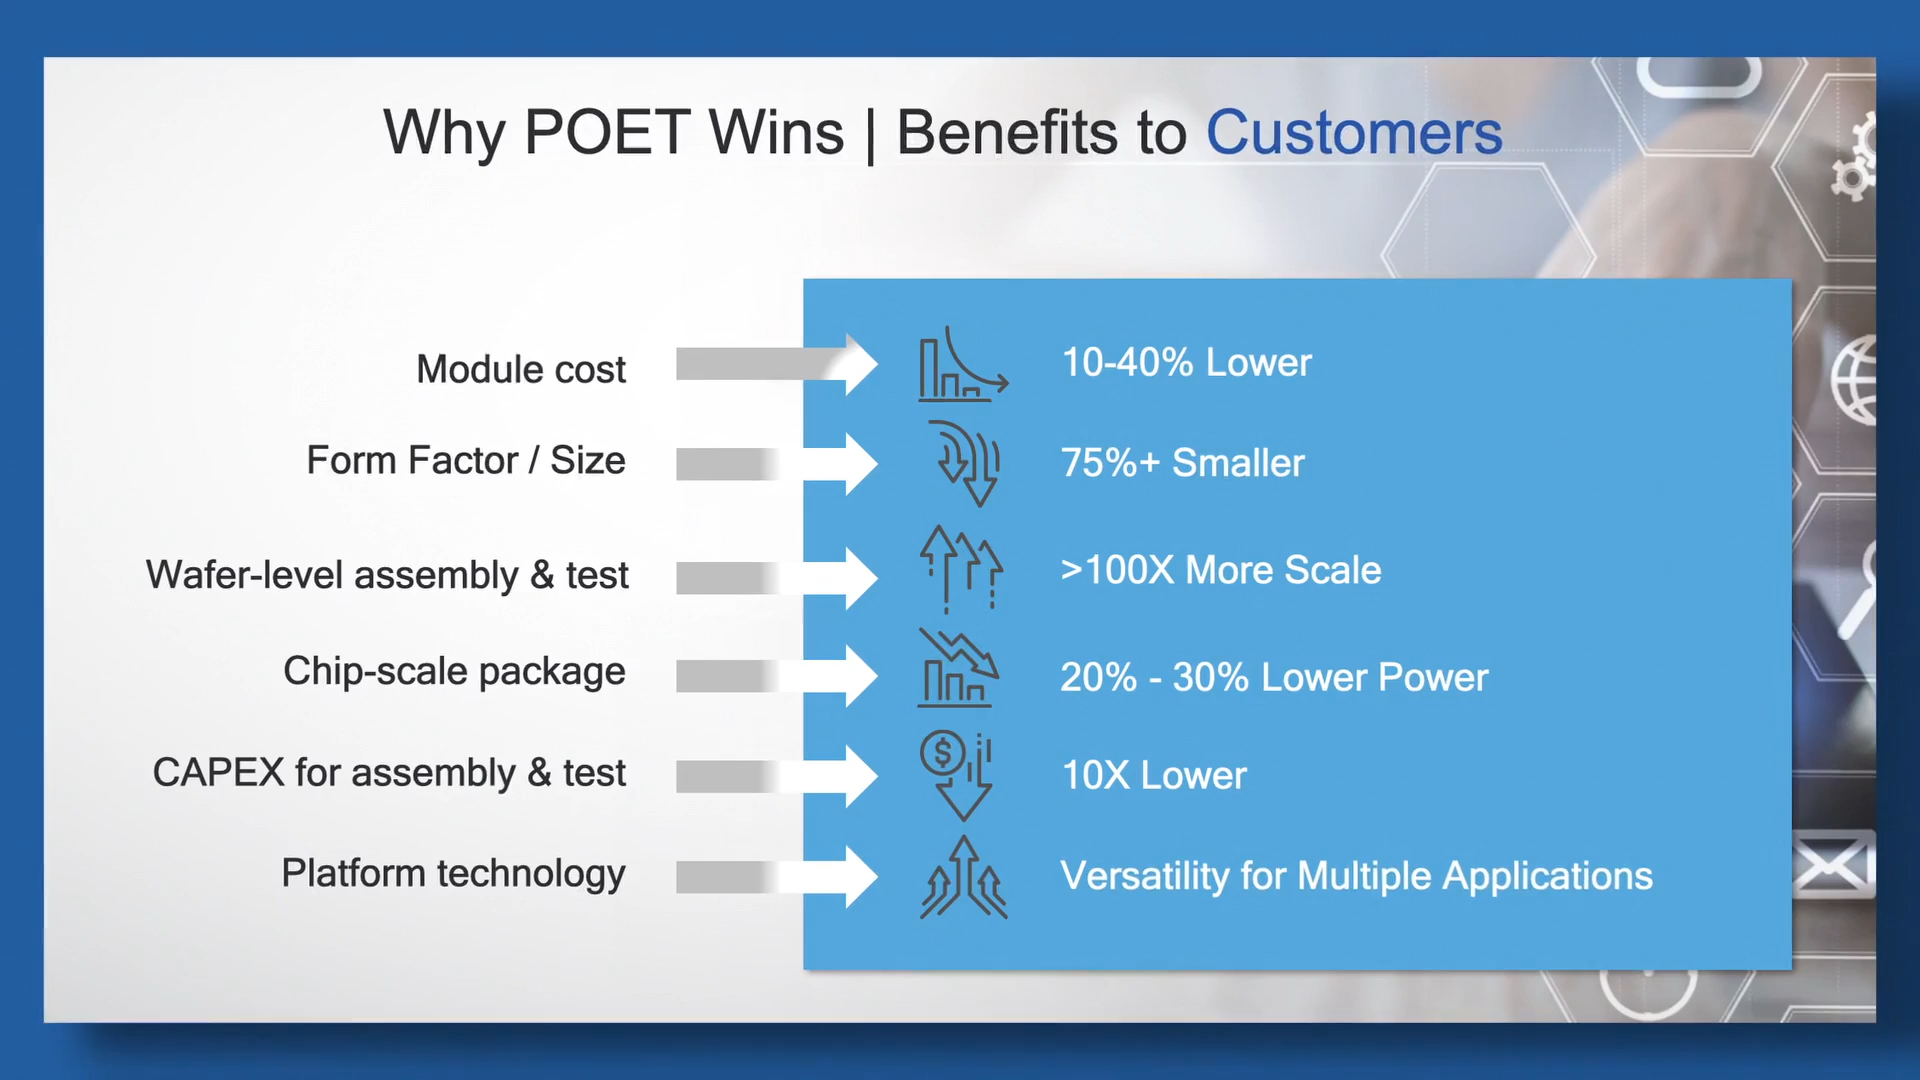 Why POET Wins | Benefits to Customers
Module cost 10-40% Lower
Form Factor / Size 75%+ Smaller
Wafer-level assembly & test >100X More Scale
Chip-scale package 20% - 30% Lower Power
CAPEX for assembly & test $ 10X Lower
Platform technology Versatility for Multiple Applications